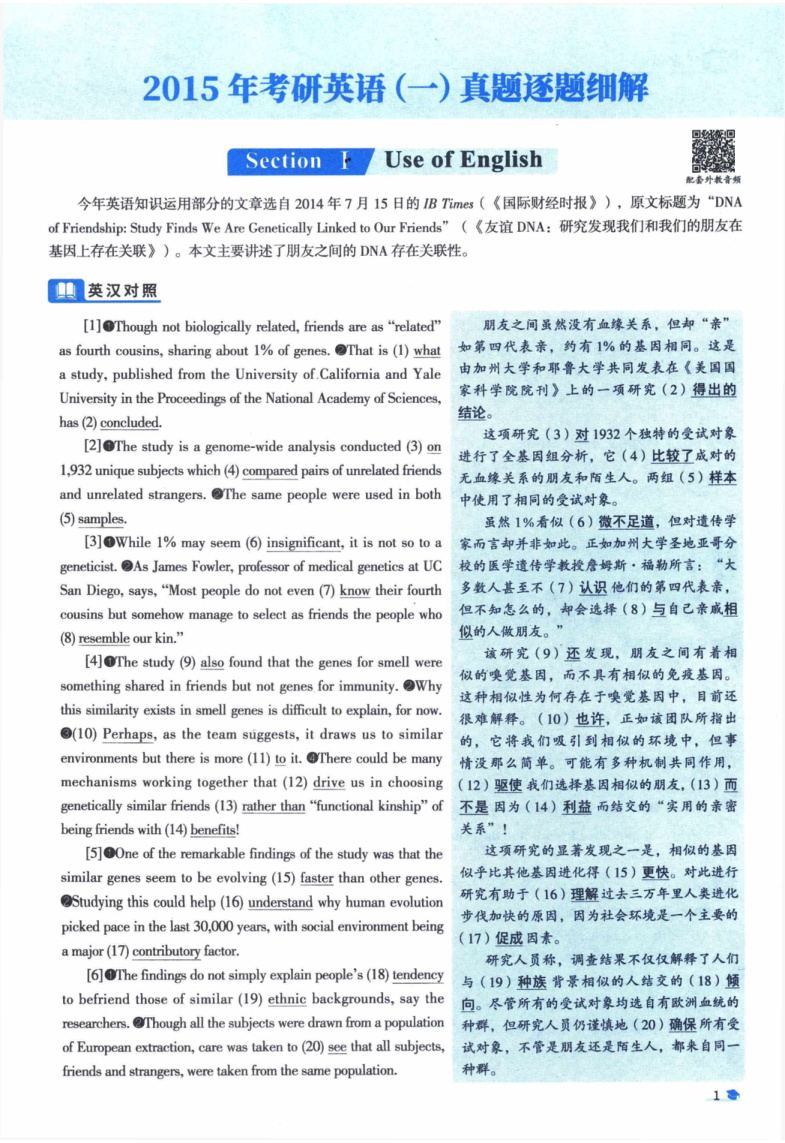 2015年考研英语(一)真题逐题细解
Section I Use of English
配套外教音频
今年英语知识运用部分的文章选自 2014 年 7 月 15 日的 IB Times(《国际财经时报》),原文标题为“DNA
of Friendship: Study Finds We Are Genetically Linked to Our Friends”(《友谊 DNA:研究发现我们和我们的朋友在
基因上存在关联》)。本文主要讲述了朋友之间的 DNA 存在关联性。
英汉对照
[1]❶Though not biologically related, friends are as “related”
as fourth cousins, sharing about 1% of genes. ❷That is (1) what
a study, published from the University of California and Yale
University in the Proceedings of the National Academy of Sciences,
has (2) concluded.
[2]❶The study is a genome-wide analysis conducted (3) on
1,932 unique subjects which (4) compared pairs of unrelated friends
and unrelated strangers. ❷The same people were used in both
(5) samples.
[3]❶While 1% may seem (6) insignificant, it is not so to a
geneticist. ❷As James Fowler, professor of medical genetics at UC
San Diego, says, “Most people do not even (7) know their fourth
cousins but somehow manage to select as friends the people who
(8) resemble our kin.”
[4]❶The study (9) also found that the genes for smell were
something shared in friends but not genes for immunity. ❷Why
this similarity exists in smell genes is difficult to explain, for now.
❸(10) Perhaps, as the team suggests, it draws us to similar
environments but there is more (11) to it. ❹There could be many
mechanisms working together that (12) drive us in choosing
genetically similar friends (13) rather than “functional kinship” of
being friends with (14) benefits!
[5]❶One of the remarkable findings of the study was that the
similar genes seem to be evolving (15) faster than other genes.
❷Studying this could help (16) understand why human evolution
picked pace in the last 30,000 years, with social environment being
a major (17) contributory factor.
[6]❶The findings do not simply explain people’s (18) tendency
to befriend those of similar (19) ethnic backgrounds, say the
researchers. ❷Though all the subjects were drawn from a population
of European extraction, care was taken to (20) see that all subjects,
friends and strangers, were taken from the same population.
朋友之间虽然没有血缘关系,但却“亲”
如第四代表亲,约有 1% 的基因相同。这是
由加州大学和耶鲁大学共同发表在《美国国
家科学院院刊》上的一项研究(2)得出的
结论。
这项研究(3)对 1932 个独特的受试对象
进行了全基因组分析,它(4)比较了成对的
无血缘关系的朋友和陌生人。两组(5)样本
中使用了相同的受试对象。
虽然 1% 看似(6)微不足道,但对遗传学
家而言却并非如此。正如加州大学圣地亚哥分
校的医学遗传学教授詹姆斯·福勒所言:“大
多数人甚至不(7)认识他们的第四代表亲,
但不知怎么的,却会选择(8)与自己亲戚相
似的人做朋友。”
该研究(9)还发现,朋友之间有着相
似的嗅觉基因,而不具有相似的免疫基因。
这种相似性为何存在于嗅觉基因中,目前还
很难解释。(10)也许,正如该团队所指出
的,它将我们吸引到相似的环境中,但事
情没那么简单。可能有多种机制共同作用,
(12)驱使我们选择基因相似的朋友,(13)而
不是因为(14)利益而结交的“实用的亲密
关系”!
这项研究的显著发现之一是,相似的基因
似乎比其他基因进化得(15)更快。对此进行
研究有助于(16)理解过去三万年里人类进化
步伐加快的原因,因为社会环境是一个主要的
(17)促成因素。
研究人员称,调查结果不仅仅解释了人们
与(19)种族背景相似的人结交的(18)倾
向。尽管所有的受试对象均选自有欧洲血统的
种群,但研究人员仍谨慎地(20)确保所有受
试对象,不管是朋友还是陌生人,都来自同一
种群。
1